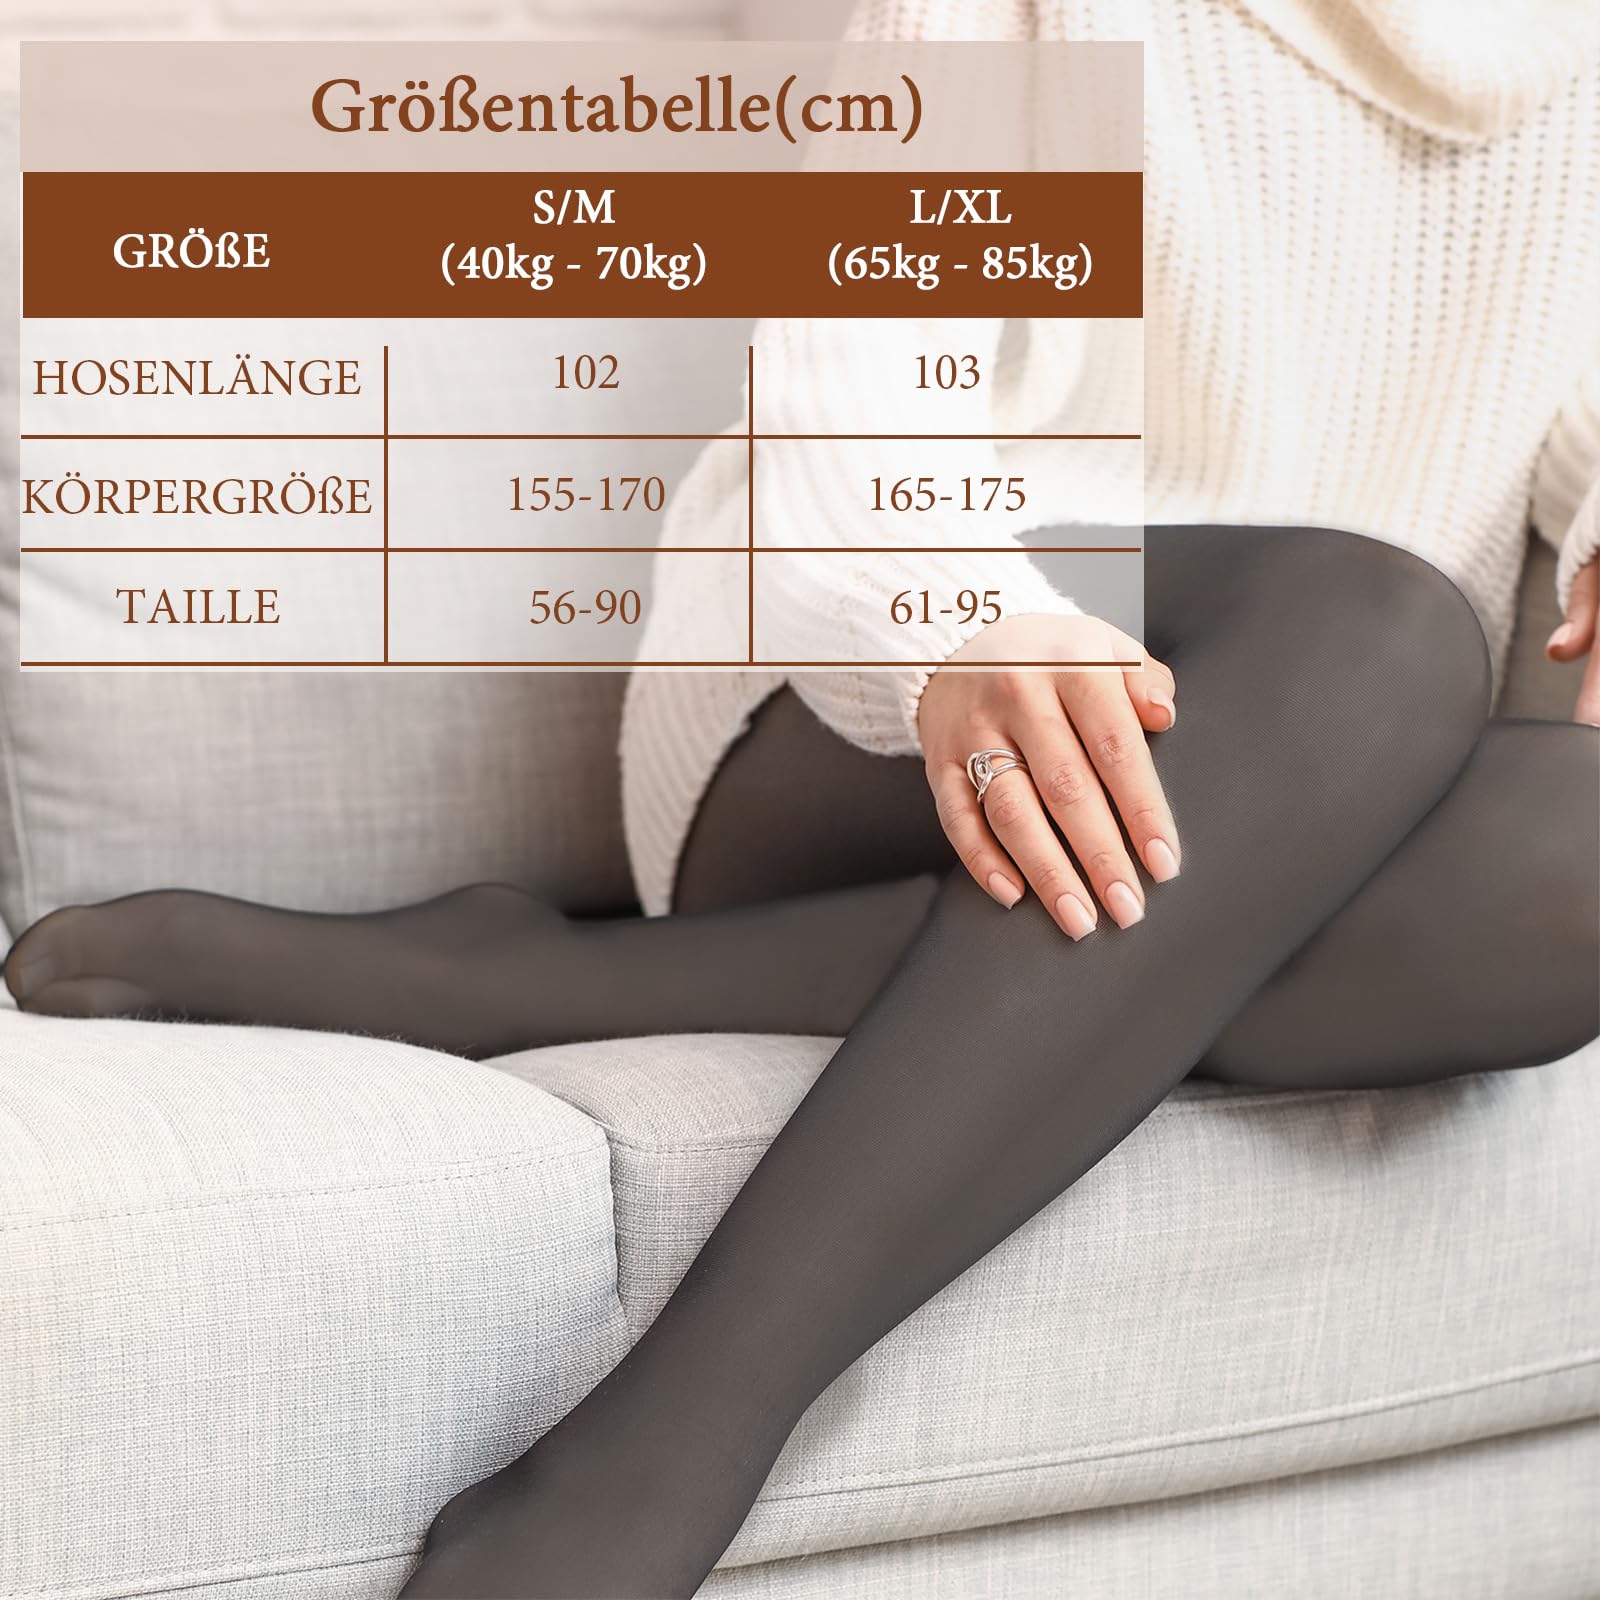 Größentabelle(cm)
GRÖßE
S/M
(40kg - 70kg)
L/XL
(65kg - 85kg)
HOSENLÄNGE 102 103
KÖRPERGRÖßE 155-170 165-175
TAILLE 56-90 61-95